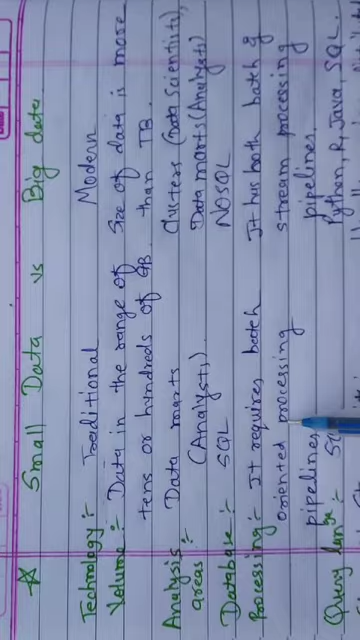 ☆ Small Data vs Big data
Technology :- Traditional Modern
Volume :- Data in the range of Size of data is more
tens or hundreds of GB. than TB.
Analysis Data marts Clusters (Data Scientists),
areas :- (Analysts). Data marts (Analysts)
Database :- SQL NOSQL
Processing :- It requires batch It has both batch &
oriented processing stream processing
pipelines pipelines.
Query lang :- Python, R, Java, SQL.